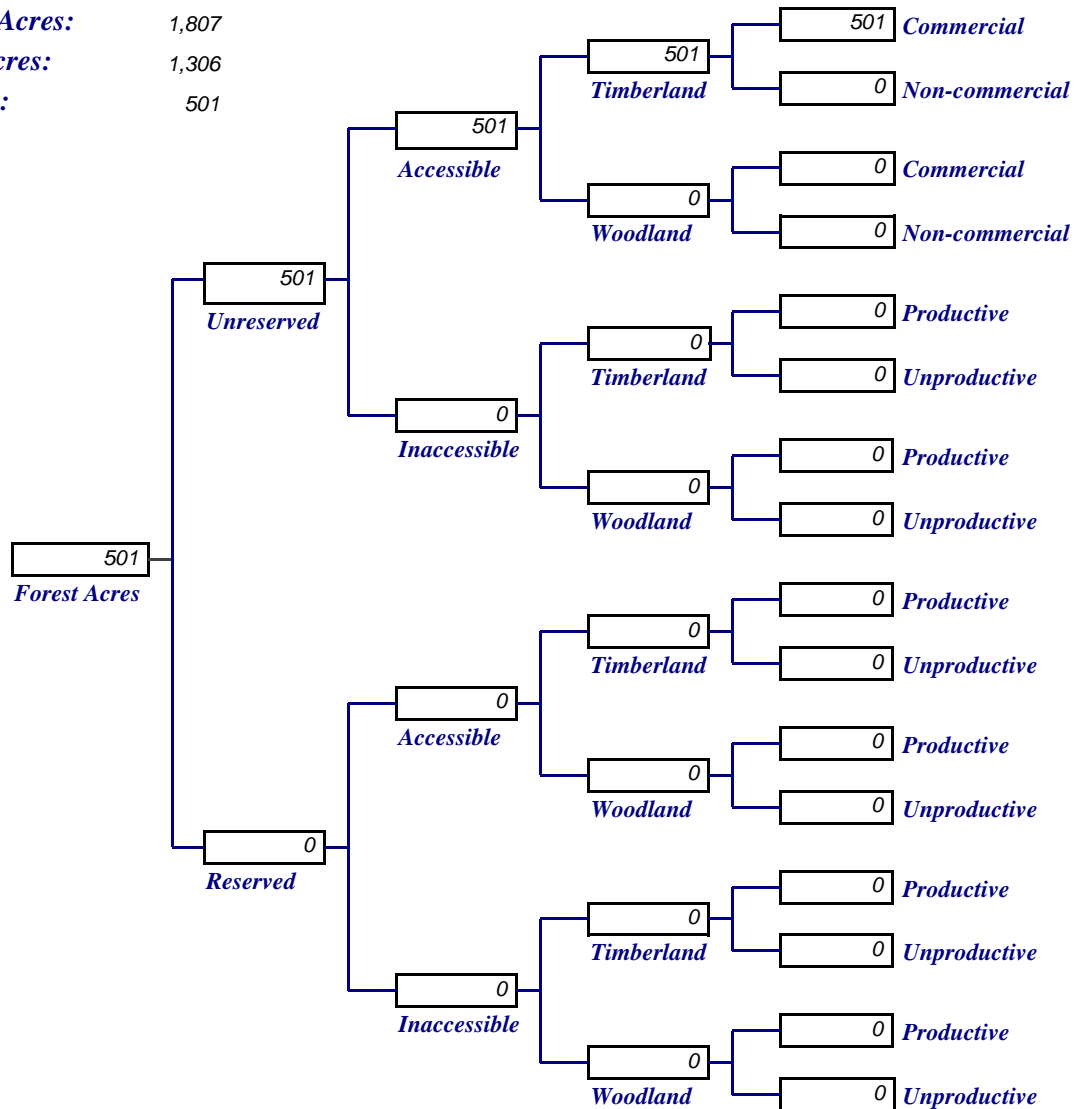 Acres: 1,807
cres: 1,306
: 501
501 Commercial
501
Timberland
0 Non-commercial
501
Accessible
0 Commercial
0
Woodland
0 Non-commercial
501
Unreserved
0 Productive
0
Timberland
0 Unproductive
0
Inaccessible
0 Productive
0
Woodland
0 Unproductive
501
Forest Acres
0 Productive
0
Timberland
0 Unproductive
0
Accessible
0 Productive
0
Woodland
0 Unproductive
0
Reserved
0 Productive
0
Timberland
0 Unproductive
0
Inaccessible
0 Productive
0
Woodland
0 Unproductive